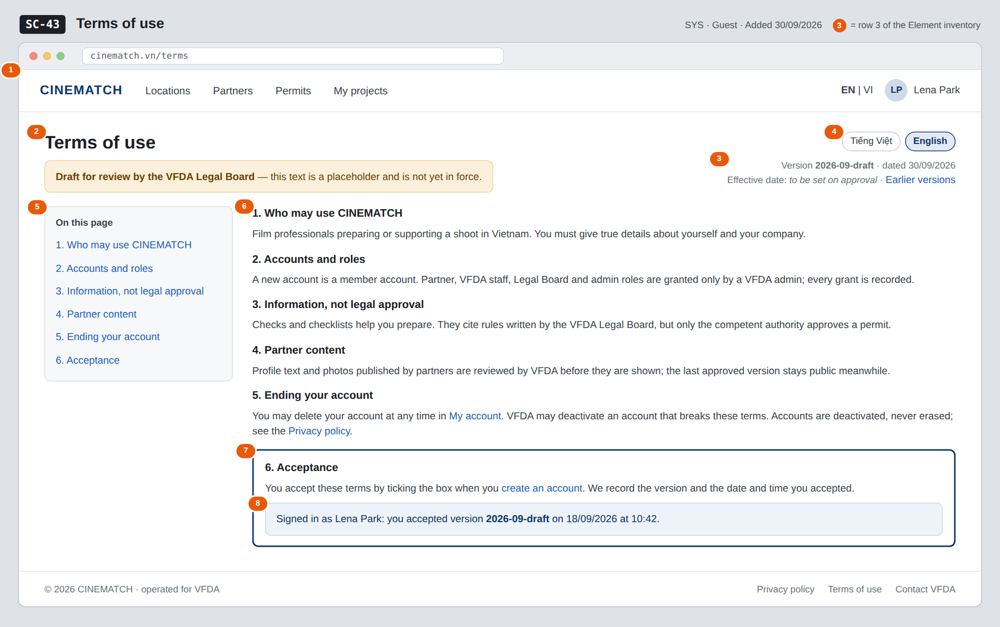 SC-43 Terms of use
SYS · Guest · Added 30/09/2026 3 = row 3 of the Element inventory
cinematch.vn/terms
1
CINEMATCH Locations Partners Permits My projects EN | VI LP Lena Park
2
Terms of use
4
Tiếng Việt English
Draft for review by the VFDA Legal Board — this text is a placeholder and is not yet in force.
3
Version 2026-09-draft · dated 30/09/2026
Effective date: to be set on approval · Earlier versions
5
On this page
1. Who may use CINEMATCH
2. Accounts and roles
3. Information, not legal approval
4. Partner content
5. Ending your account
6. Acceptance
6
1. Who may use CINEMATCH
Film professionals preparing or supporting a shoot in Vietnam. You must give true details about yourself and your company.
2. Accounts and roles
A new account is a member account. Partner, VFDA staff, Legal Board and admin roles are granted only by a VFDA admin; every grant is recorded.
3. Information, not legal approval
Checks and checklists help you prepare. They cite rules written by the VFDA Legal Board, but only the competent authority approves a permit.
4. Partner content
Profile text and photos published by partners are reviewed by VFDA before they are shown; the last approved version stays public meanwhile.
5. Ending your account
You may delete your account at any time in My account. VFDA may deactivate an account that breaks these terms. Accounts are deactivated, never erased;
see the Privacy policy.
7
6. Acceptance
You accept these terms by ticking the box when you create an account. We record the version and the date and time you accepted.
8
Signed in as Lena Park: you accepted version 2026-09-draft on 18/09/2026 at 10:42.
© 2026 CINEMATCH · operated for VFDA
Privacy policy Terms of use Contact VFDA